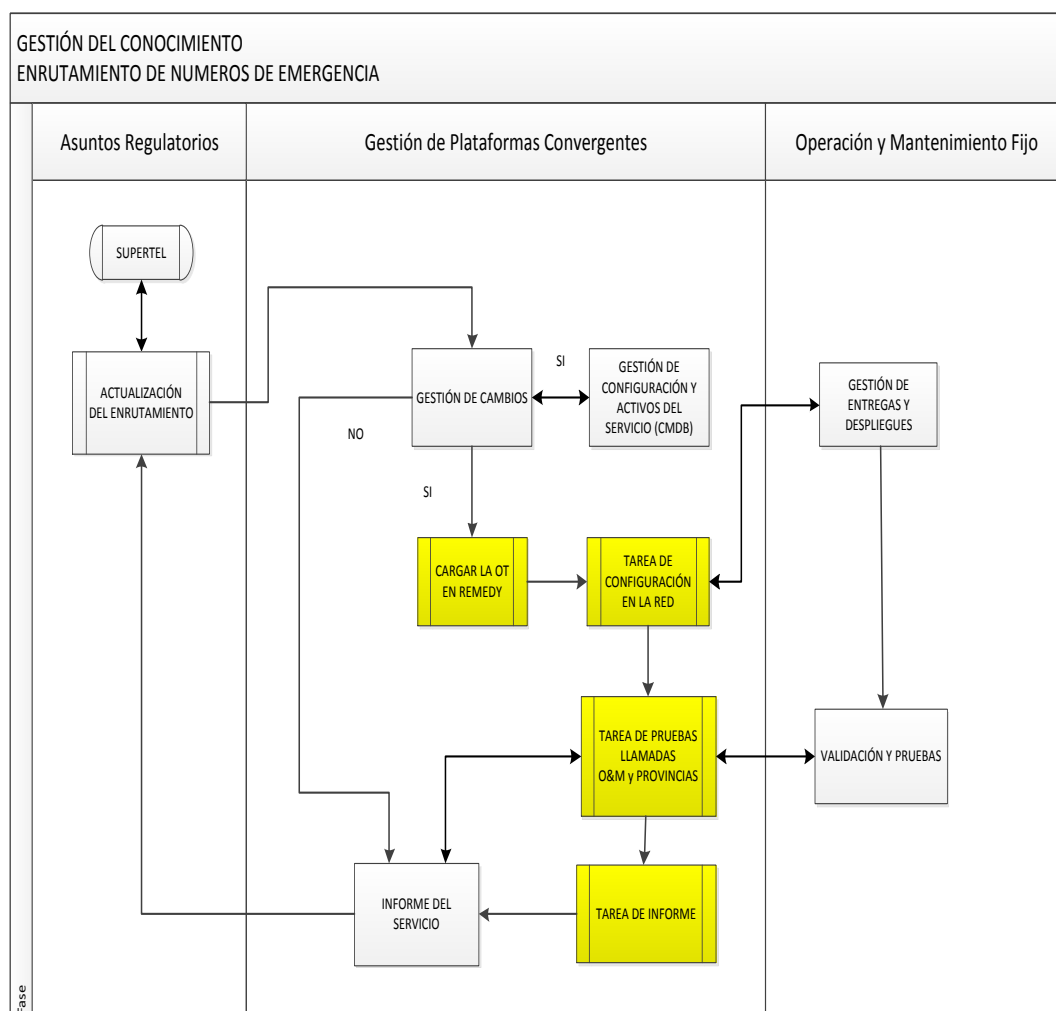 GESTIÓN DEL CONOCIMIENTO
ENRUTAMIENTO DE NUMEROS DE EMERGENCIA
Asuntos Regulatorios
Gestión de Plataformas Convergentes
Operación y Mantenimiento Fijo
SUPERTEL
ACTUALIZACIÓN
DEL ENRUTAMIENTO
GESTIÓN DE CAMBIOS
SI
GESTIÓN DE
CONFIGURACIÓN Y
ACTIVOS DEL
SERVICIO (CMDB)
GESTIÓN DE
ENTREGAS Y
DESPLIEGUES
NO
SI
CARGAR LA OT
EN REMEDY
TAREA DE
CONFIGURACIÓN
EN LA RED
TAREA DE PRUEBAS
LLAMADAS
O&M y PROVINCIAS
VALIDACIÓN Y PRUEBAS
INFORME DEL
SERVICIO
TAREA DE INFORME
Fase